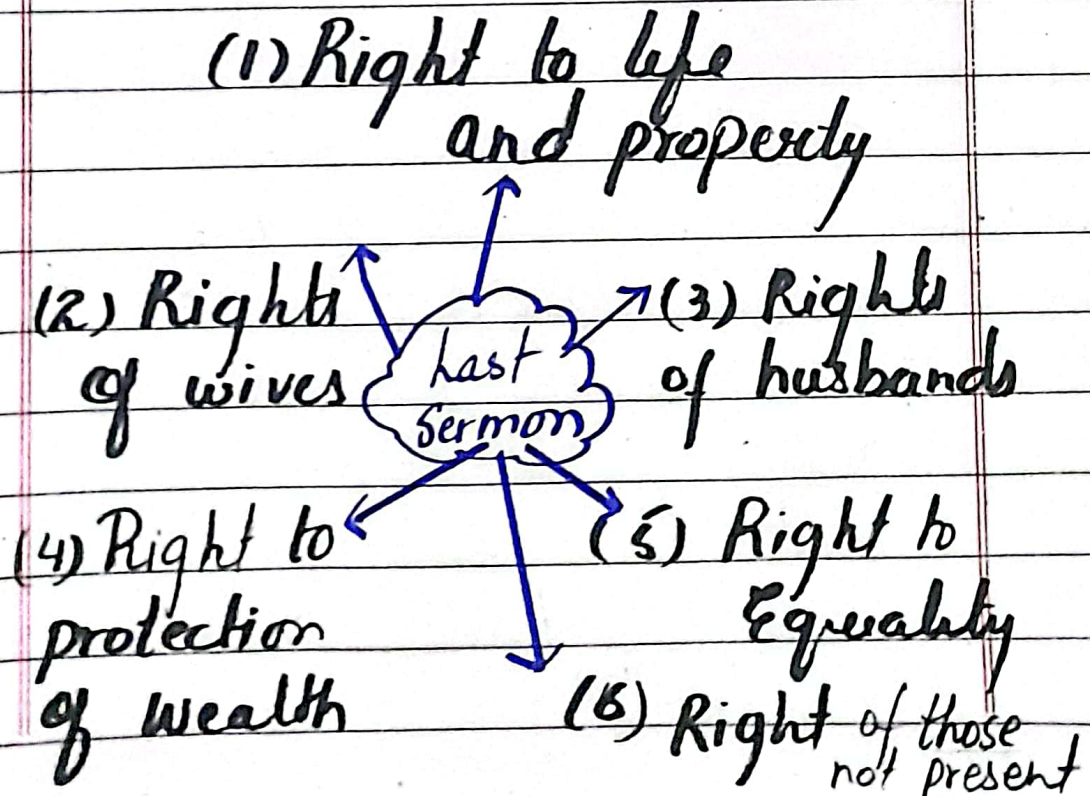 (1) Right to life
and property
(2) Rights
of wives
Last
Sermon
(3) Rights
of husbands
(4) Right to
protection
of wealth
(5) Right to
Equality
(6) Right of those
not present